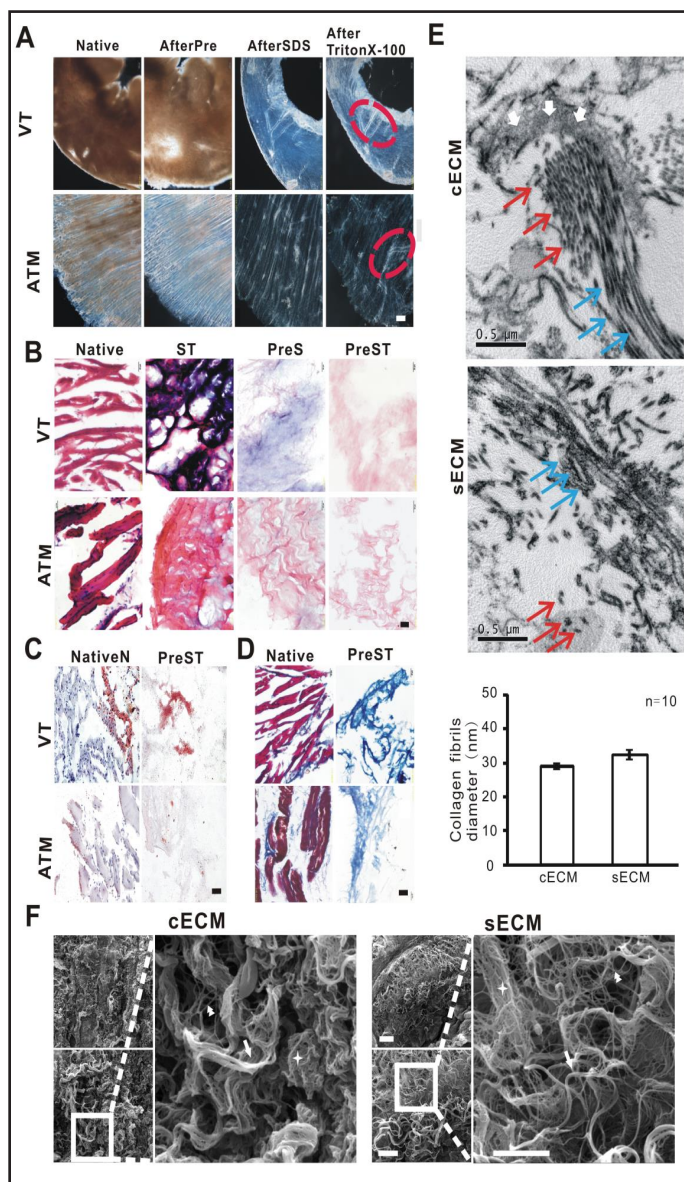 A
Native AfterPre AfterSDS After
TritonX-100
VT
ATM
B
Native ST PreS PreST
VT
ATM
C
NativeN PreST
VT
ATM
D
Native PreST
E
cECM
0.5 μm
sECM
0.5 μm
n=10
Collagen fibrils
diameter (nm)
50
40
30
20
10
0
cECM sECM
F
cECM sECM